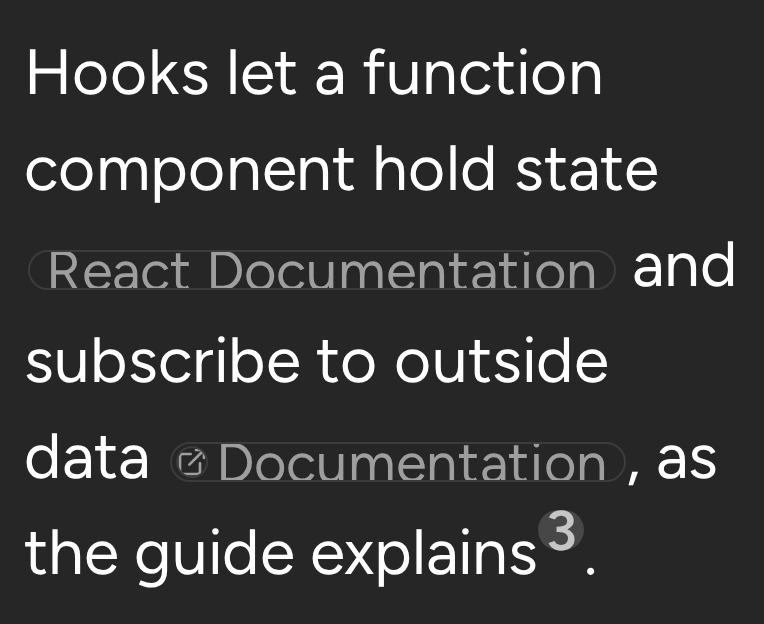 Hooks let a function
component hold state
React Documentation and
subscribe to outside
data Documentation, as
the guide explains3.